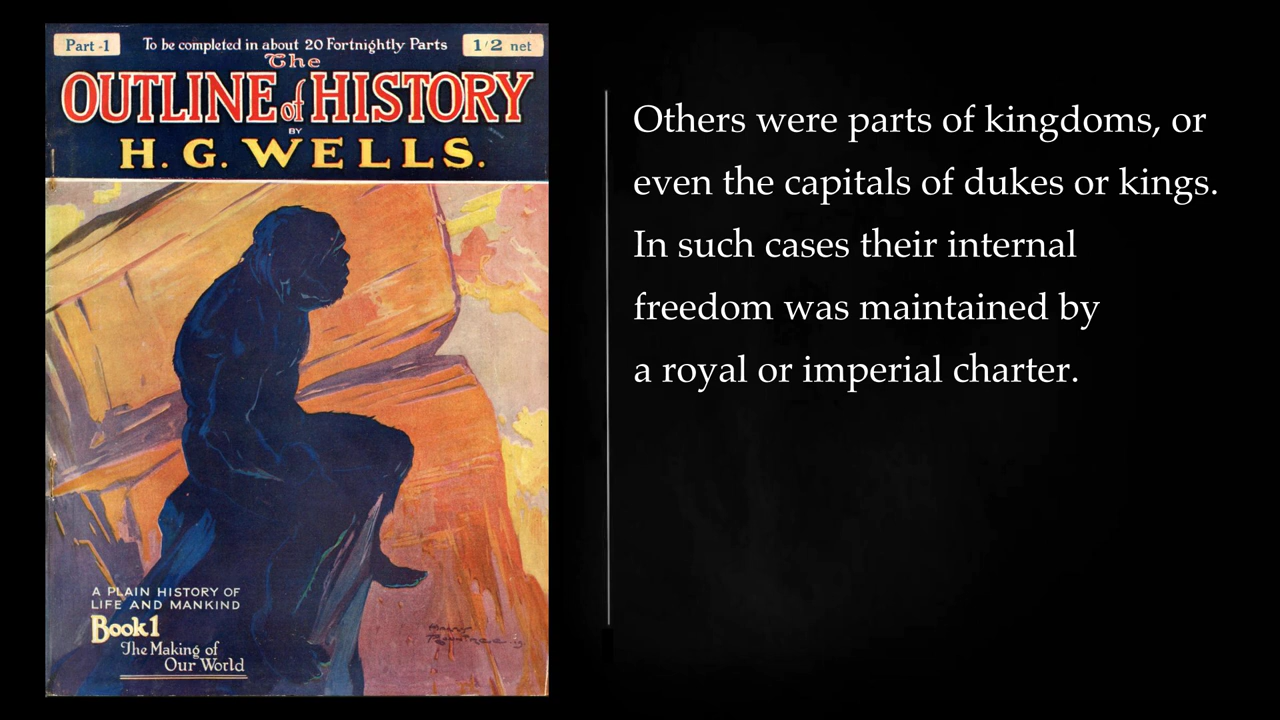 Part -1
To be completed in about 20 Fortnightly Parts
1/2 net
The
OUTLINE of HISTORY
BY
H. G. WELLS.
A PLAIN HISTORY OF
LIFE AND MANKIND
Book 1
The Making of
Our World
Others were parts of kingdoms, or
even the capitals of dukes or kings.
In such cases their internal
freedom was maintained by
a royal or imperial charter.